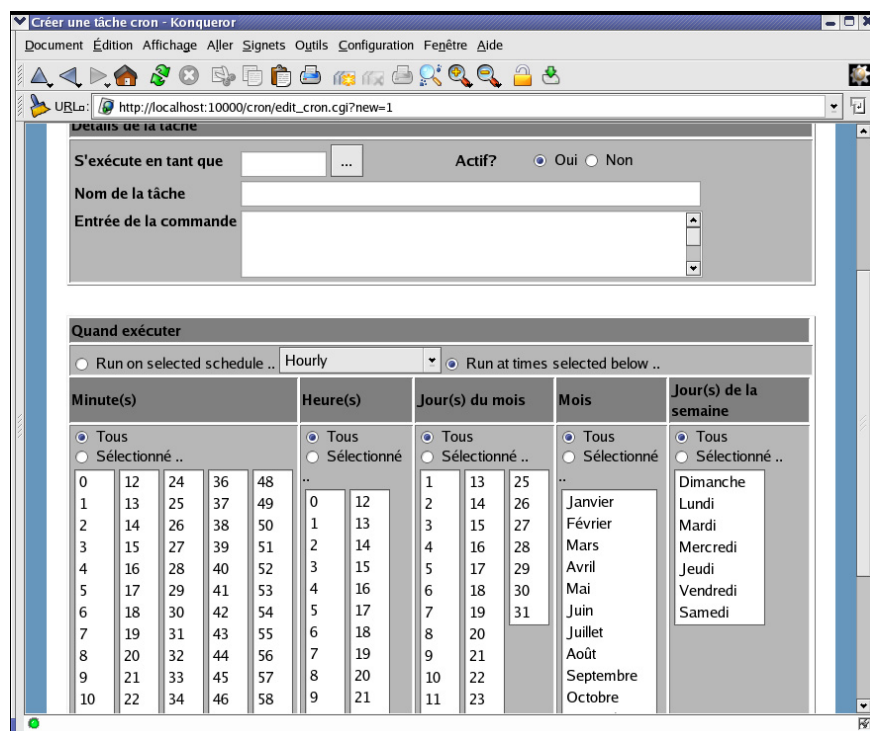 Créer une tâche cron - Konqueror
Document Édition Affichage Aller Signets Outils Configuration Fenêtre Aide
URL: http://localhost:10000/cron/edit_cron.cgi?new=1
Détails de la tâche
S'exécute en tant que ... Actif? Oui Non
Nom de la tâche
Entrée de la commande
Quand exécuter
Run on selected schedule .. Hourly Run at times selected below ..
Minute(s) Heure(s) Jour(s) du mois Mois Jour(s) de la semaine
Tous Tous Tous Tous Tous
Sélectionné .. Sélectionné .. Sélectionné .. Sélectionné .. Sélectionné ..
0 12 24 36 48 1 13 25 Dimanche
1 13 25 37 49 0 12 2 14 26 Janvier Lundi
2 14 26 38 50 1 13 3 15 27 Février Mardi
3 15 27 39 51 2 14 4 16 28 Mars Mercredi
4 16 28 40 52 3 15 5 17 29 Avril Jeudi
5 17 29 41 53 4 16 6 18 30 Mai Vendredi
6 18 30 42 54 5 17 7 19 31 Juin Samedi
7 19 31 43 55 6 18 8 20 Juillet
8 20 32 44 56 7 19 9 21 Août
9 21 33 45 57 8 20 10 22 Septembre
10 22 34 46 58 9 21 11 23 Octobre